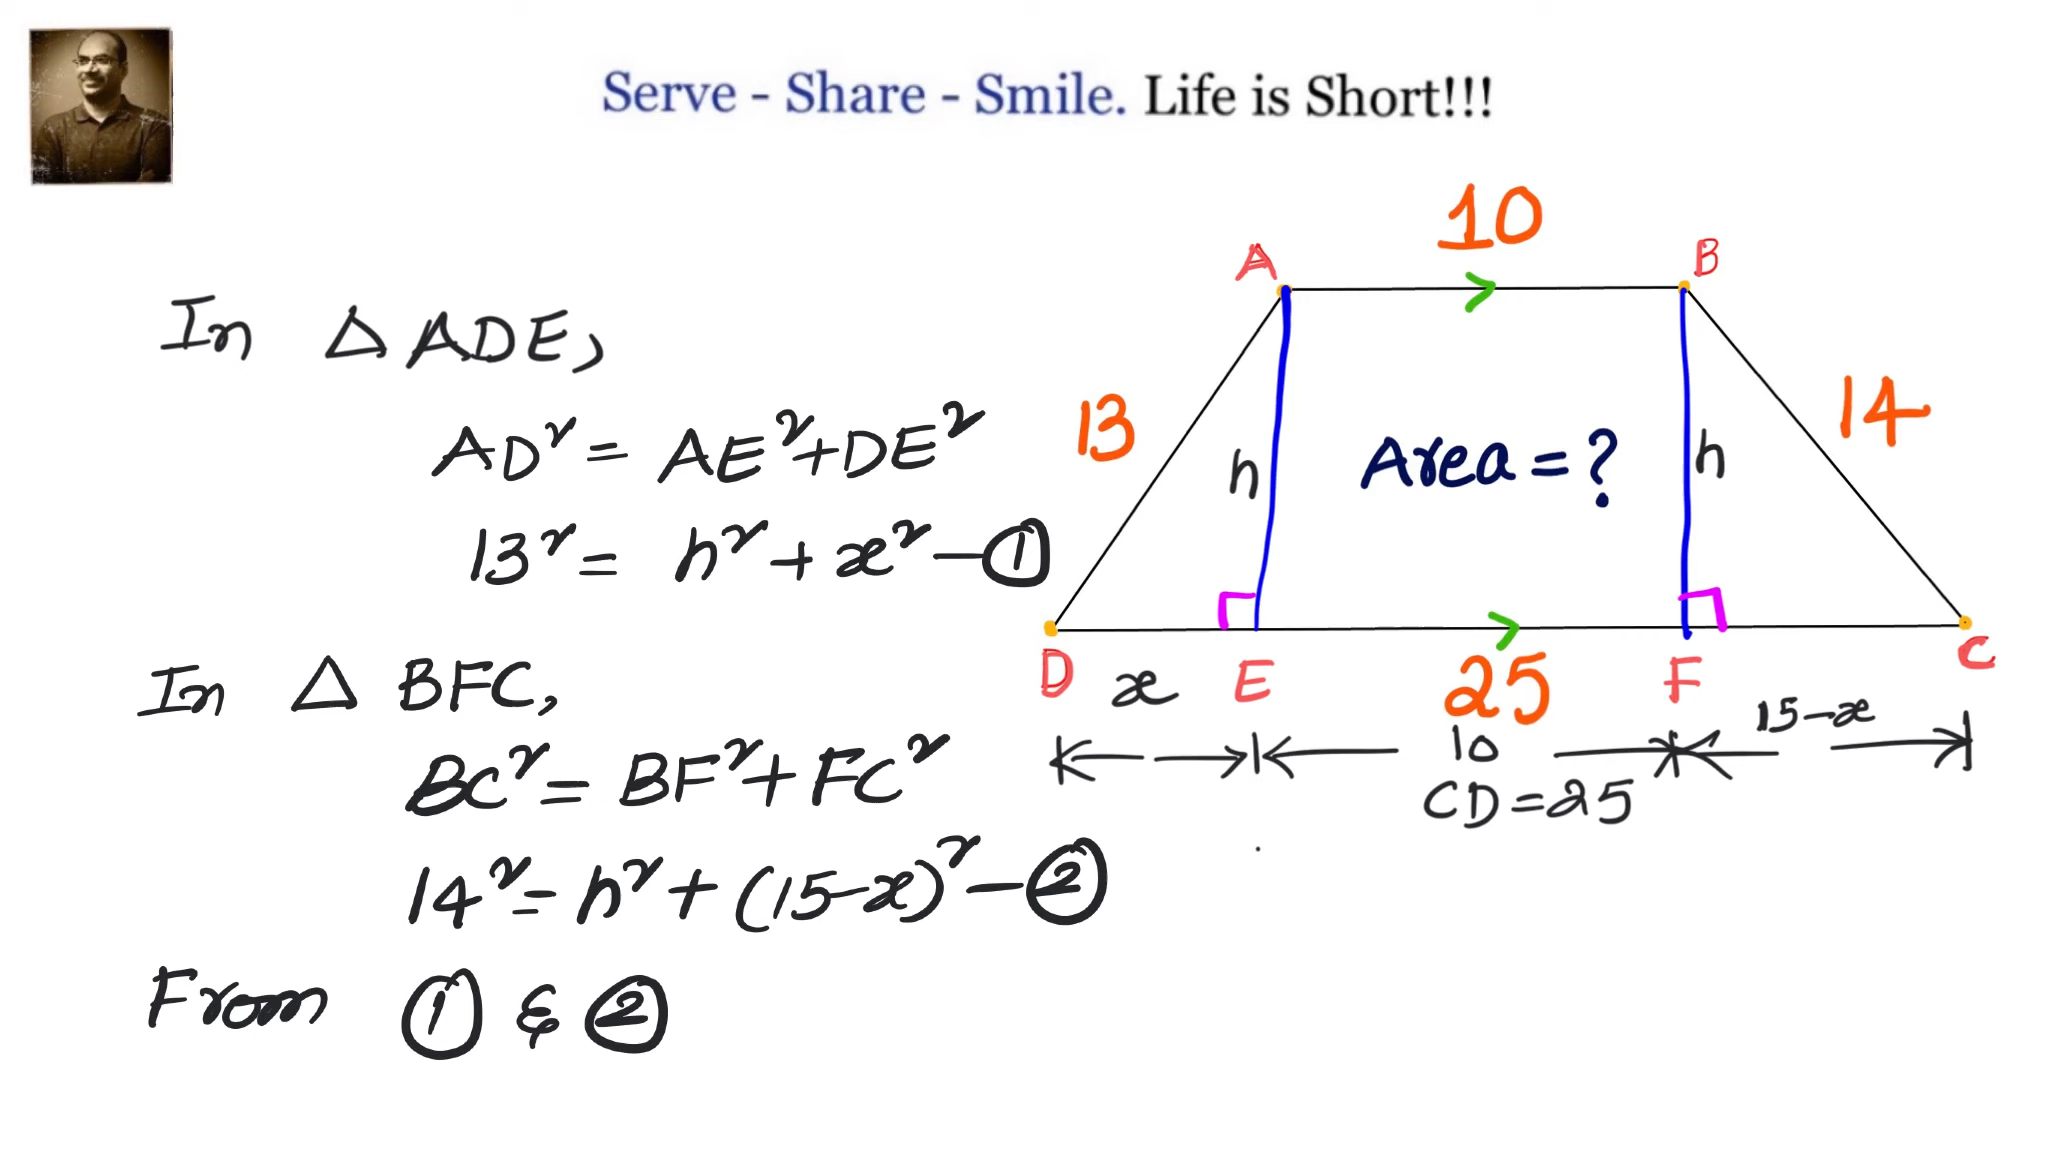 Serve - Share - Smile. Life is Short!!!
In △ ADE,
AD² = AE²+DE²
13² = h² + x² — ①
In △ BFC,
BC² = BF² + FC²
14² = h² + (15-x)² — ②
From ① & ②
10
A
B
13
h
Area = ?
h
14
D
x
E
25
F
C
15-x
10
CD=25